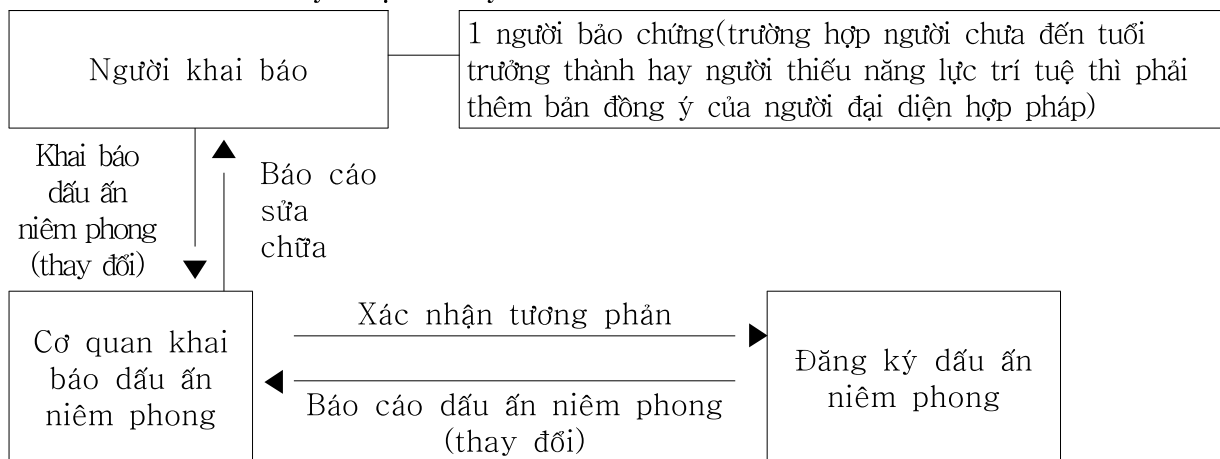 Người khai báo
1 người bảo chứng(trường hợp người chưa đến tuổi
trưởng thành hay người thiếu năng lực trí tuệ thì phải
thêm bản đồng ý của người đại diện hợp pháp)
Khai báo
dấu ấn
niêm phong
(thay đổi)
Báo cáo
sửa
chữa
Cơ quan khai
báo dấu ấn
niêm phong
Xác nhận tương phản
Báo cáo dấu ấn niêm phong
(thay đổi)
Đăng ký dấu ấn
niêm phong